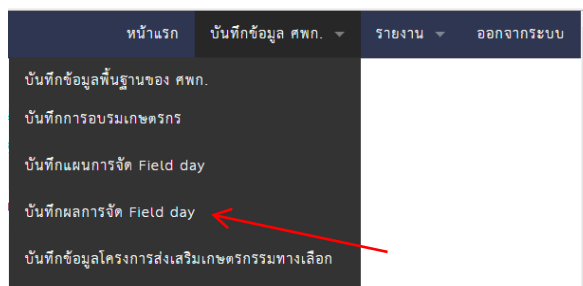 หน้าแรก บันทึกข้อมูล ศพก. รายงาน ออกจากระบบ
บันทึกข้อมูลพื้นฐานของ ศพก.
บันทึกการอบรมเกษตรกร
บันทึกแผนการจัด Field day
บันทึกผลการจัด Field day
บันทึกข้อมูลโครงการส่งเสริมเกษตรกรรมทางเลือก